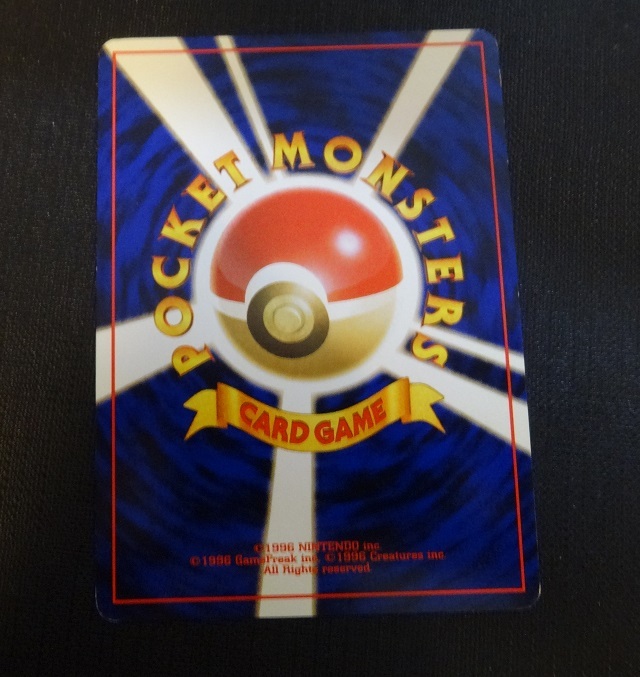 POCKET MONSTERS
CARD GAME
©1996 NINTENDO inc.
©1996 GameFreak inc. ©1996 Creatures inc.
All Rights reserved.